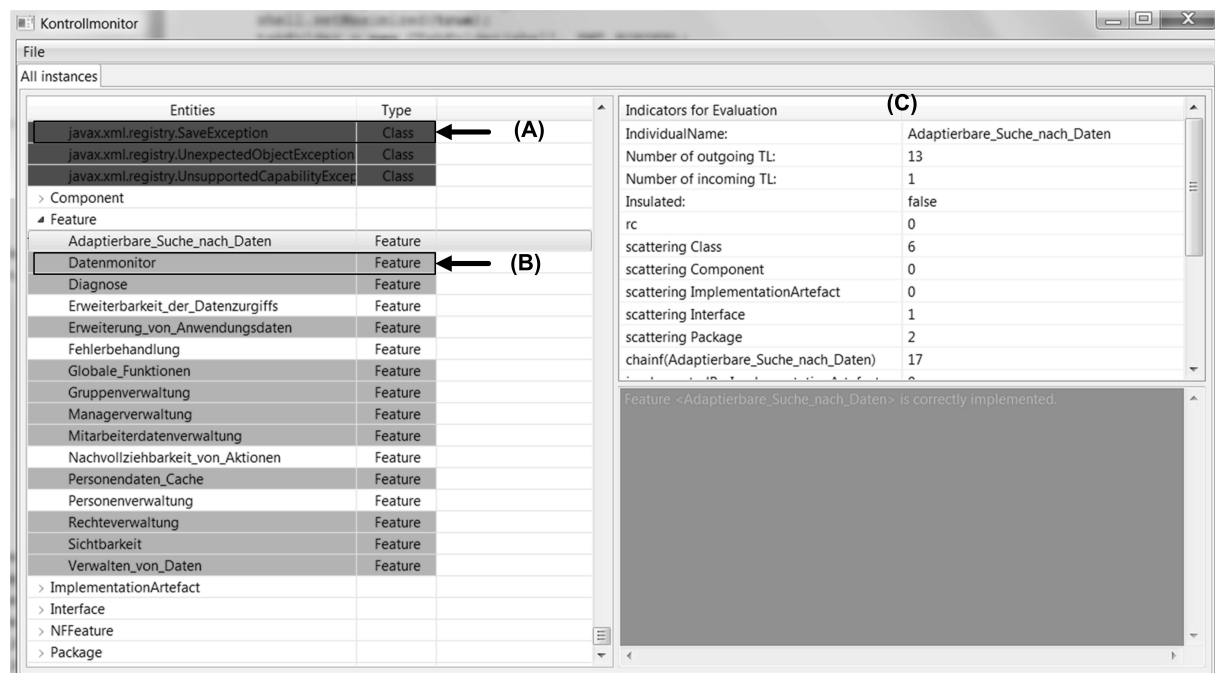 Kontrollmonitor
File
All instances
Entities Type
javax.xml.registry.SaveException Class
javax.xml.registry.UnexpectedObjectException Class
javax.xml.registry.UnsupportedCapabilityExcep Class
Component
Feature
Adaptierbare_Suche_nach_Daten Feature
Datenmonitor Feature
Diagnose Feature
Erweiterbarkeit_der_Datenzurgiffs Feature
Erweiterung_von_Anwendungsdaten Feature
Fehlerbehandlung Feature
Globale_Funktionen Feature
Gruppenverwaltung Feature
Managerverwaltung Feature
Mitarbeiterdatenverwaltung Feature
Nachvollziehbarkeit_von_Aktionen Feature
Personendaten_Cache Feature
Personenverwaltung Feature
Rechteverwaltung Feature
Sichtbarkeit Feature
Verwalten_von_Daten Feature
ImplementationArtefact
Interface
NFFeature
Package
(A)
(B)
Indicators for Evaluation (C)
IndividualName: Adaptierbare_Suche_nach_Daten
Number of outgoing TL: 13
Number of incoming TL: 1
Insulated: false
rc 0
scattering Class 6
scattering Component 0
scattering ImplementationArtefact 0
scattering Interface 1
scattering Package 2
chainf(Adaptierbare_Suche_nach_Daten) 17
Feature <Adaptierbare_Suche_nach_Daten> is correctly implemented.